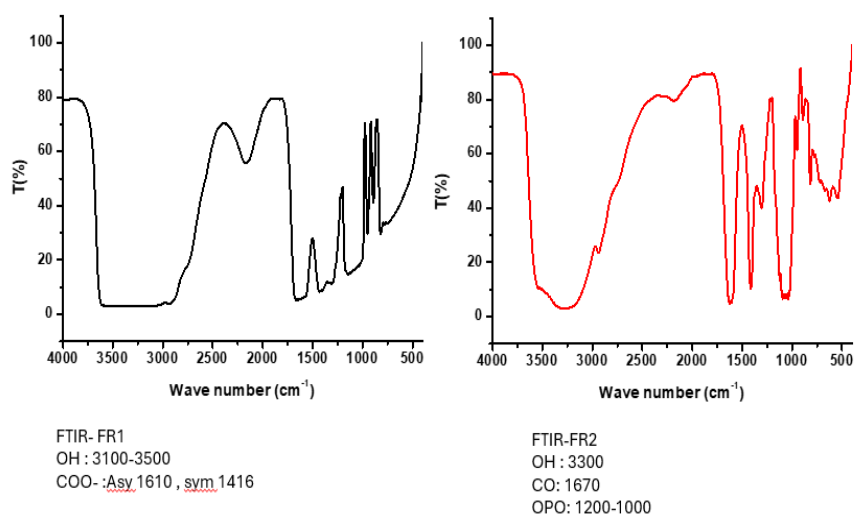 100
80
60
40
20
0
T(%)
4000 3500 3000 2500 2000 1500 1000 500
Wave number (cm⁻¹)
FTIR- FR1
OH : 3100-3500
COO- :Asy 1610 , sym 1416
100
80
60
40
20
0
T(%)
4000 3500 3000 2500 2000 1500 1000 500
Wave number (cm⁻¹)
FTIR-FR2
OH : 3300
CO: 1670
OPO: 1200-1000